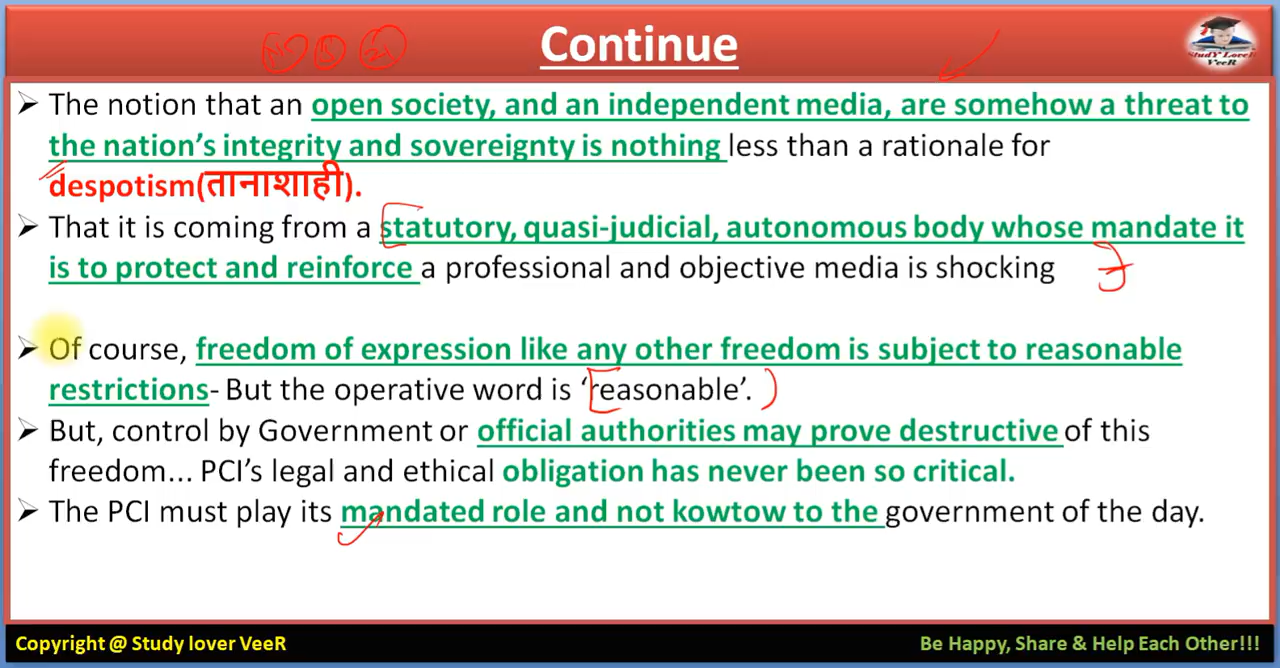 Continue
StudY LoveR
VeeR
➤ The notion that an open society, and an independent media, are somehow a threat to
the nation's integrity and sovereignty is nothing less than a rationale for
despotism(तानाशाही).
➤ That it is coming from a statutory, quasi-judicial, autonomous body whose mandate it
is to protect and reinforce a professional and objective media is shocking
➤ Of course, freedom of expression like any other freedom is subject to reasonable
restrictions- But the operative word is ‘reasonable’.
➤ But, control by Government or official authorities may prove destructive of this
freedom... PCI’s legal and ethical obligation has never been so critical.
➤ The PCI must play its mandated role and not kowtow to the government of the day.
Copyright @ Study lover VeeR
Be Happy, Share & Help Each Other!!!